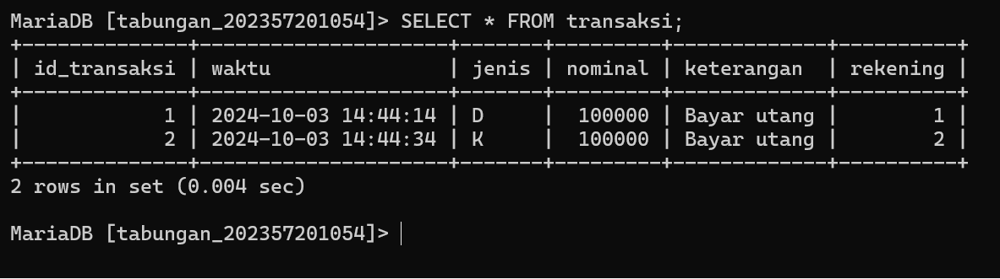 MariaDB [tabungan_202357201054]> SELECT * FROM transaksi;
+--------------+---------------------+-------+---------+-------------+----------+
| id_transaksi | waktu               | jenis | nominal | keterangan  | rekening |
+--------------+---------------------+-------+---------+-------------+----------+
|            1 | 2024-10-03 14:44:14 | D     |  100000 | Bayar utang |        1 |
|            2 | 2024-10-03 14:44:34 | K     |  100000 | Bayar utang |        2 |
+--------------+---------------------+-------+---------+-------------+----------+
2 rows in set (0.004 sec)
MariaDB [tabungan_202357201054]>